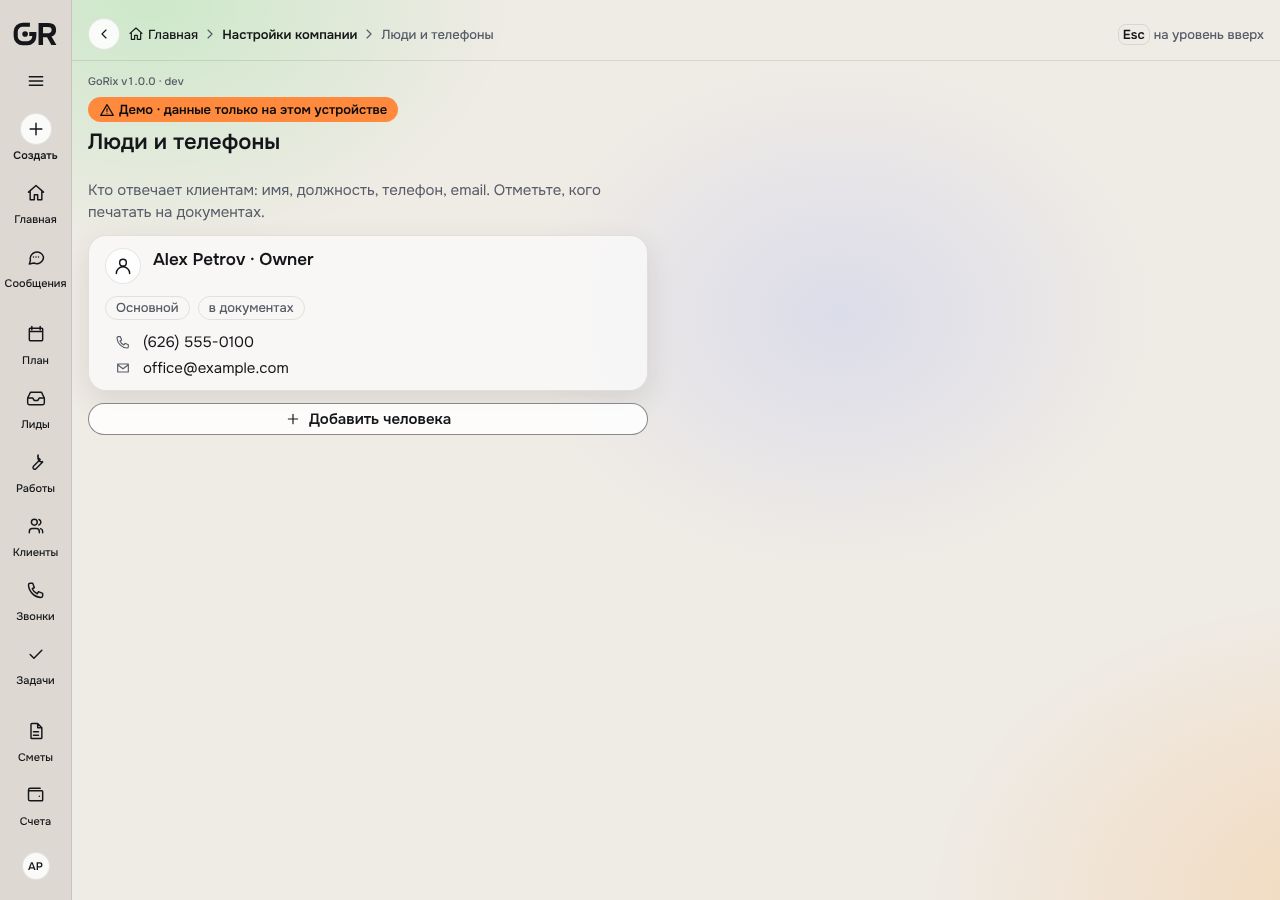 GR
Главная
Настройки компании
Люди и телефоны
Esc на уровень вверх
GoRix v1.0.0 · dev
Демо · данные только на этом устройстве
Люди и телефоны
Кто отвечает клиентам: имя, должность, телефон, email. Отметьте, кого
печатать на документах.
Alex Petrov · Owner
Основной
в документах
(626) 555-0100
office@example.com
Добавить человека
Создать
Главная
Сообщения
План
Лиды
Работы
Клиенты
Звонки
Задачи
Сметы
Счета
AP